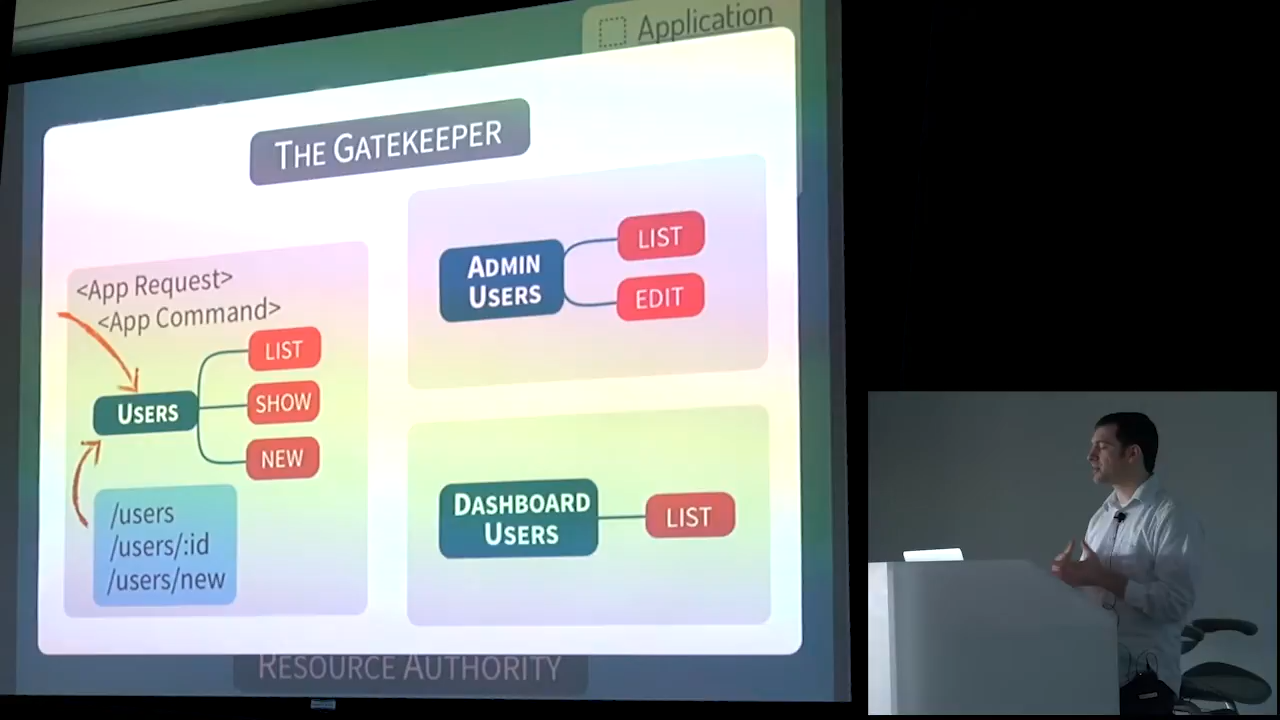 Application
THE GATEKEEPER
<App Request>
<App Command>
USERS
LIST
SHOW
NEW
/users
/users/:id
/users/new
ADMIN
USERS
LIST
EDIT
DASHBOARD
USERS
LIST
RESOURCE AUTHORITY